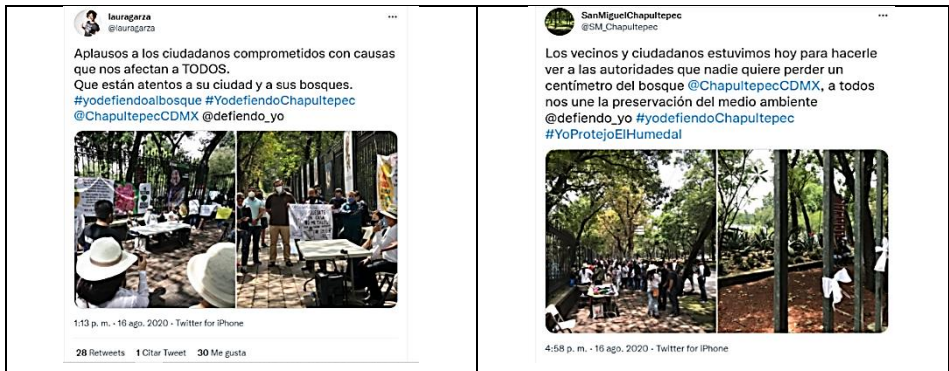 lauragarza
@lauragarza
Aplausos a los ciudadanos comprometidos con causas
que nos afectan a TODOS.
Que están atentos a su ciudad y a sus bosques.
#yodefiendoalbosque #YodefiendoChapultepec
@ChapultepecCDMX @defiendo_yo
1:13 p. m. · 16 ago. 2020 · Twitter for iPhone
28 Retweets 1 Citar Tweet 30 Me gusta
SanMiguelChapultepec
@SM_Chapultepec
Los vecinos y ciudadanos estuvimos hoy para hacerle
ver a las autoridades que nadie quiere perder un
centímetro del bosque @ChapultepecCDMX, a todos
nos une la preservación del medio ambiente
@defiendo_yo #yodefiendoChapultepec
#YoProtejoElHumedal
4:58 p. m. · 16 ago. 2020 · Twitter for iPhone